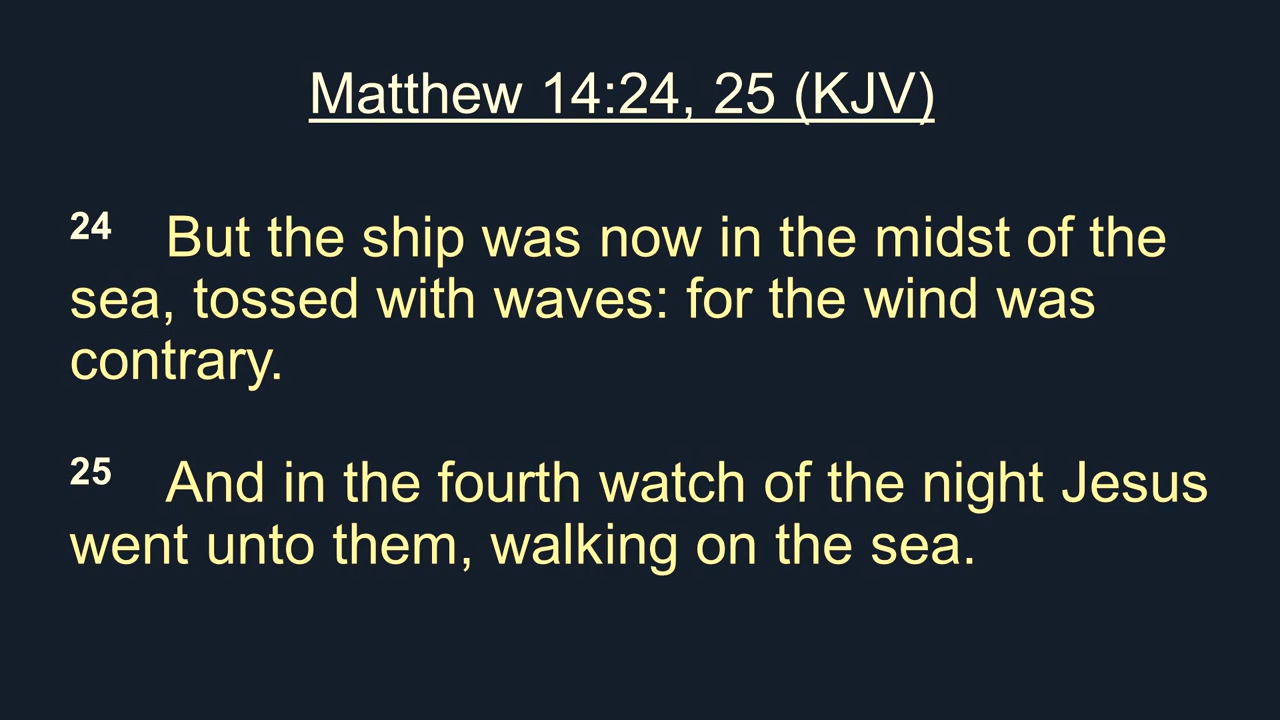 Matthew 14:24, 25 (KJV)
24 But the ship was now in the midst of the
sea, tossed with waves: for the wind was
contrary.
25 And in the fourth watch of the night Jesus
went unto them, walking on the sea.